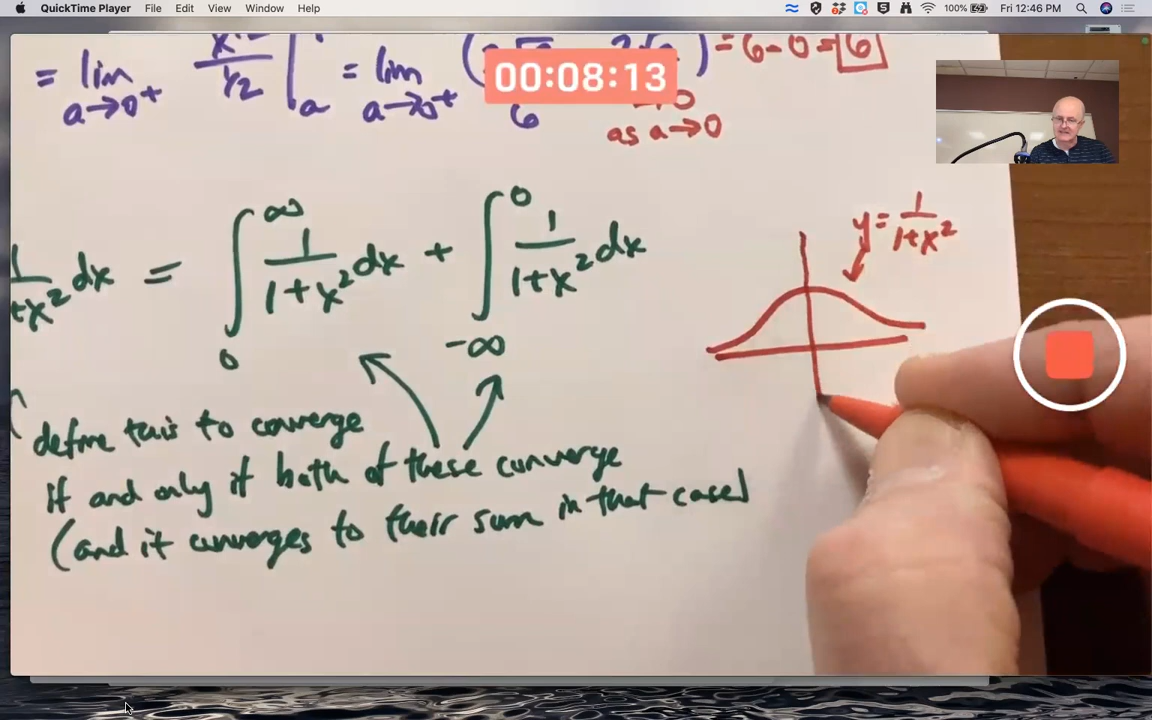 QuickTime Player File Edit View Window Help 100% Fri 12:46 PM
= lim a→0+ 1/2 | a = lim a→0+ 6 = 6 - 0 = 6
00:08:13
as a→0
dx = ∫ 0 ∞ 1/(1+x²) dx + ∫ -∞ 0 1/(1+x²) dx
y = 1/(1+x²)
define this to converge
if and only if both of these converge
(and it converges to their sum in that case)